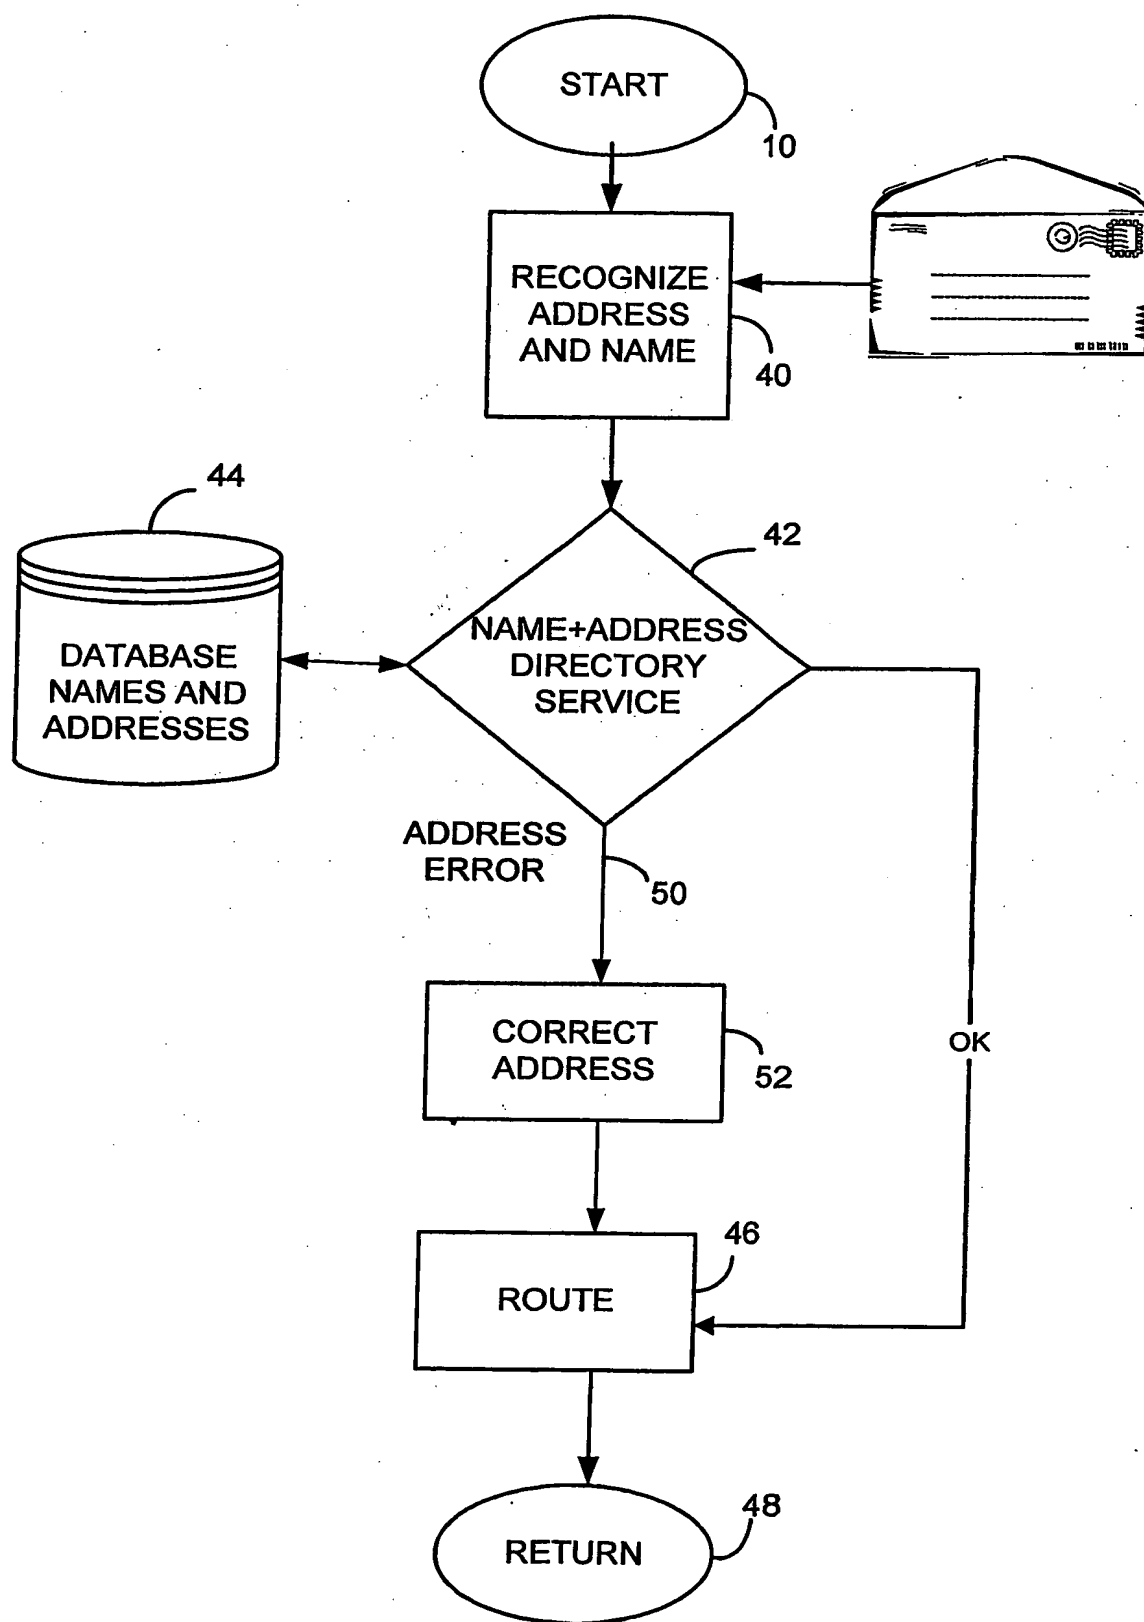 START
10
RECOGNIZE
ADDRESS
AND NAME
40
44
42
DATABASE
NAMES AND
ADDRESSES
NAME+ADDRESS
DIRECTORY
SERVICE
ADDRESS
ERROR
50
CORRECT
ADDRESS
52
OK
46
ROUTE
48
RETURN